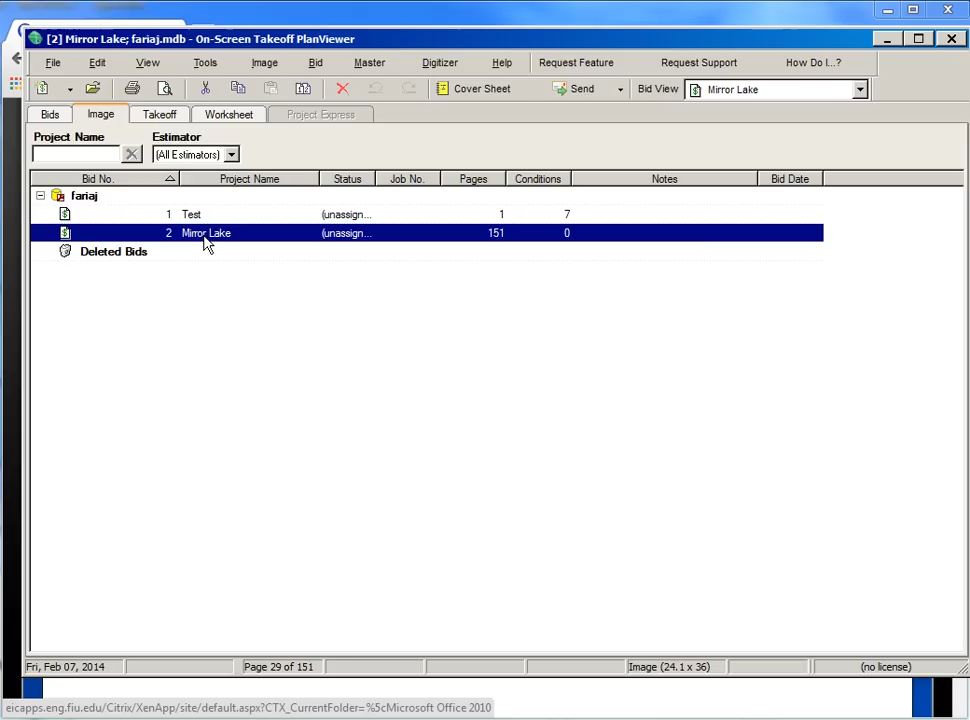 [2] Mirror Lake; fariaj.mdb - On-Screen Takeoff PlanViewer
File Edit View Tools Image Bid Master Digitizer Help Request Feature Request Support How Do I...?
Cover Sheet Send Bid View Mirror Lake
Bids Image Takeoff Worksheet Project Express
Project Name Estimator
(All Estimators)
Bid No. Project Name Status Job No. Pages Conditions Notes Bid Date
fariaj
1 Test (unassign... 1 7
2 Mirror Lake (unassign... 151 0
Deleted Bids
Fri, Feb 07, 2014 Page 29 of 151 Image (24.1 x 36) (no license)
eicapps.eng.fiu.edu/Citrix/XenApp/site/default.aspx?CTX_CurrentFolder=%5cMicrosoft Office 2010